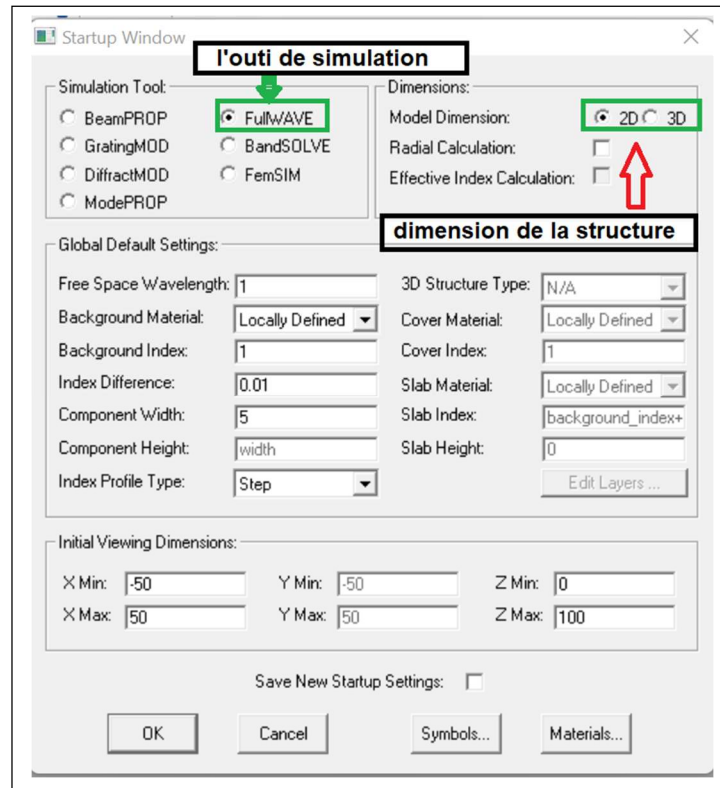 Startup Window
l'outi de simulation
Simulation Tool:
BeamPROP
FullWAVE
GratingMOD
BandSOLVE
DiffractMOD
FemSIM
ModePROP
Dimensions:
Model Dimension: 2D 3D
Radial Calculation:
Effective Index Calculation:
dimension de la structure
Global Default Settings:
Free Space Wavelength: 1
3D Structure Type: N/A
Background Material: Locally Defined
Cover Material: Locally Defined
Background Index: 1
Cover Index: 1
Index Difference: 0.01
Slab Material: Locally Defined
Component Width: 5
Slab Index: background_index+
Component Height: width
Slab Height: 0
Index Profile Type: Step
Edit Layers ...
Initial Viewing Dimensions:
X Min: -50 Y Min: -50 Z Min: 0
X Max: 50 Y Max: 50 Z Max: 100
Save New Startup Settings:
OK Cancel Symbols... Materials...